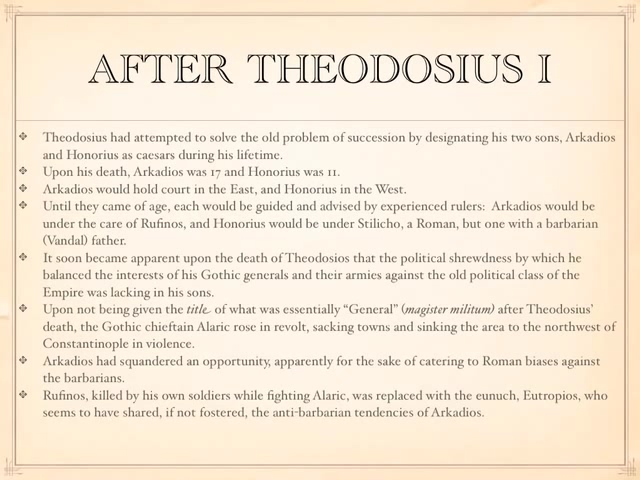 AFTER THEODOSIUS I
Theodosius had attempted to solve the old problem of succession by designating his two sons, Arkadios
and Honorius as caesars during his lifetime.
Upon his death, Arkadios was 17 and Honorius was 11.
Arkadios would hold court in the East, and Honorius in the West.
Until they came of age, each would be guided and advised by experienced rulers:  Arkadios would be
under the care of Rufinos, and Honorius would be under Stilicho, a Roman, but one with a barbarian
(Vandal) father.
It soon became apparent upon the death of Theodosios that the political shrewdness by which he
balanced the interests of his Gothic generals and their armies against the old political class of the
Empire was lacking in his sons.
Upon not being given the title of what was essentially “General” (magister militum) after Theodosius’
death, the Gothic chieftain Alaric rose in revolt, sacking towns and sinking the area to the northwest of
Constantinople in violence.
Arkadios had squandered an opportunity, apparently for the sake of catering to Roman biases against
the barbarians.
Rufinos, killed by his own soldiers while fighting Alaric, was replaced with the eunuch, Eutropios, who
seems to have shared, if not fostered, the anti-barbarian tendencies of Arkadios.